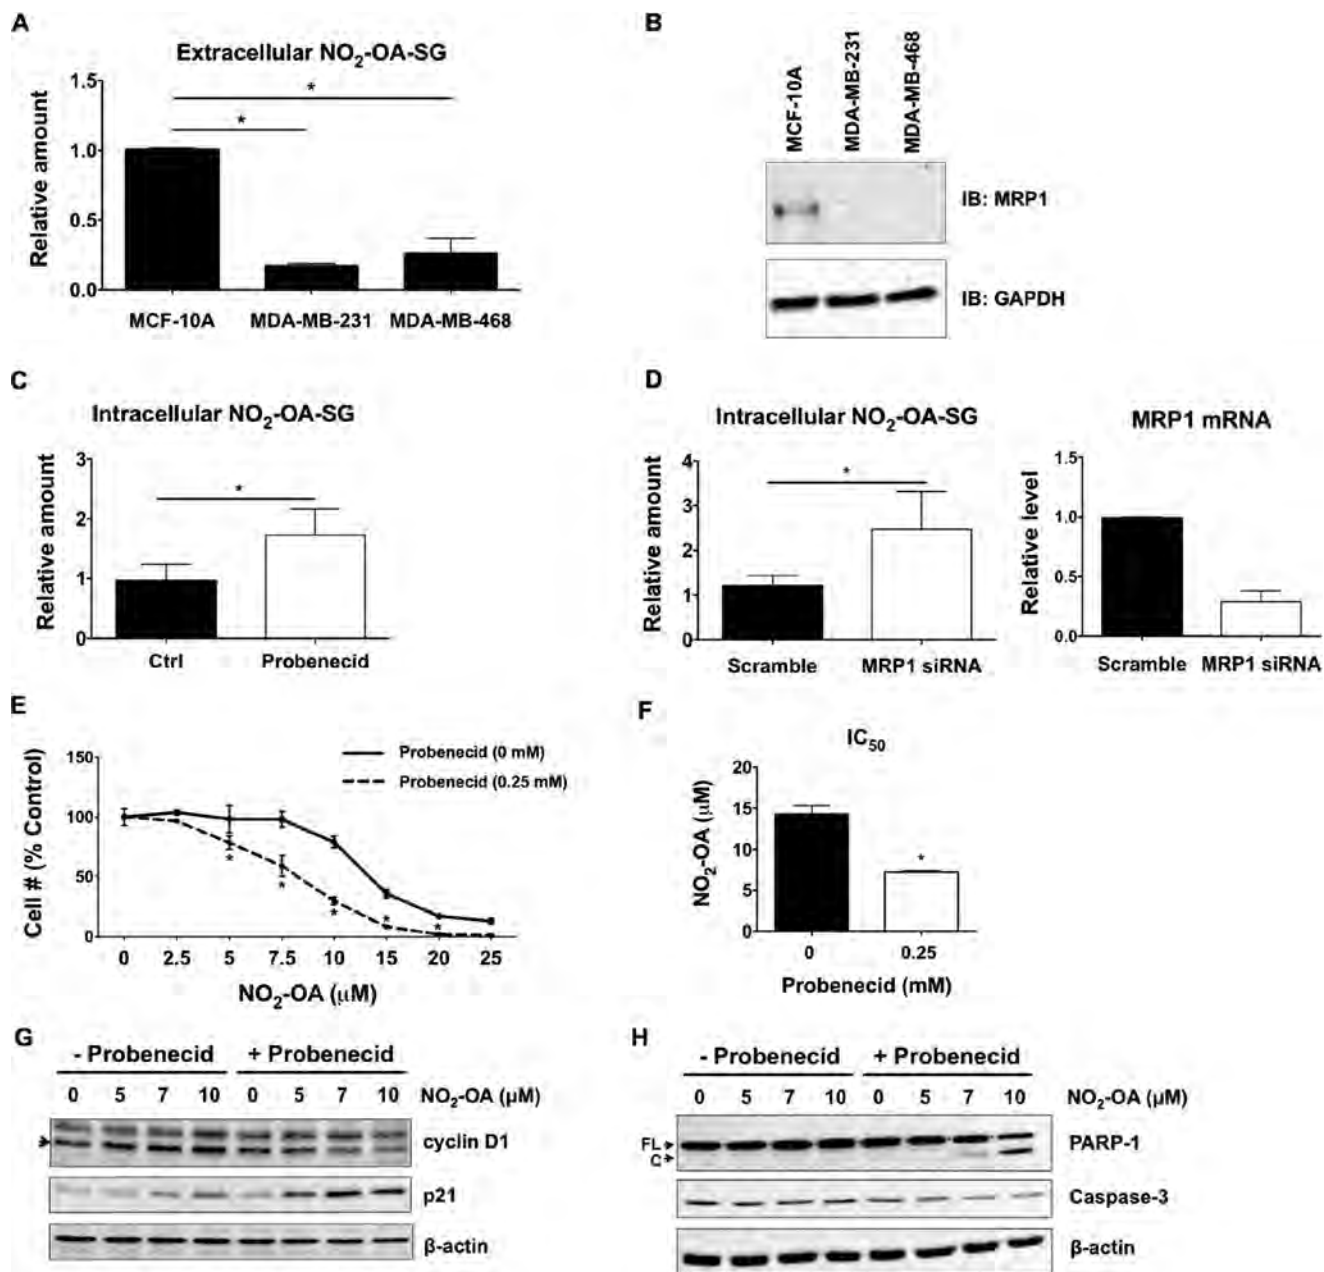 A
Extracellular NO₂-OA-SG
Relative amount
1.5
1.0
0.5
0.0
*
*
MCF-10A MDA-MB-231 MDA-MB-468
B
MCF-10A
MDA-MB-231
MDA-MB-468
IB: MRP1
IB: GAPDH
C
Intracellular NO₂-OA-SG
Relative amount
3
2
1
0
*
Ctrl Probenecid
D
Intracellular NO₂-OA-SG
Relative amount
4
3
2
1
0
*
Scramble MRP1 siRNA
MRP1 mRNA
Relative level
1.5
1.0
0.5
0.0
Scramble MRP1 siRNA
E
Cell # (% Control)
150
100
50
0
Probenecid (0 mM)
Probenecid (0.25 mM)
* * * * *
0 2.5 5 7.5 10 15 20 25
NO₂-OA (μM)
F
IC₅₀
NO₂-OA (μM)
20
15
10
5
0
*
0 0.25
Probenecid (mM)
G
- Probenecid + Probenecid
0 5 7 10 0 5 7 10 NO₂-OA (μM)
cyclin D1
p21
β-actin
H
- Probenecid + Probenecid
0 5 7 10 0 5 7 10 NO₂-OA (μM)
FL
C
PARP-1
Caspase-3
β-actin